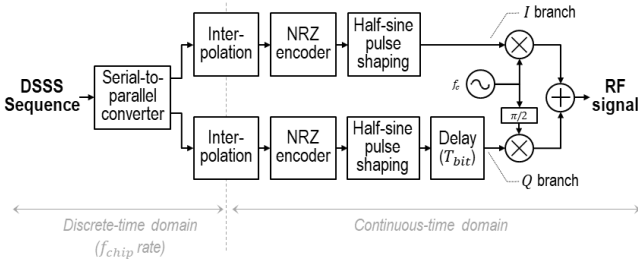 DSSS
Sequence
Serial-to-
parallel
converter
Inter-
polation
NRZ
encoder
Half-sine
pulse
shaping
I branch
f_c
π/2
RF
signal
Inter-
polation
NRZ
encoder
Half-sine
pulse
shaping
Delay
(T_bit)
Q branch
Discrete-time domain
(f_chip rate)
Continuous-time domain